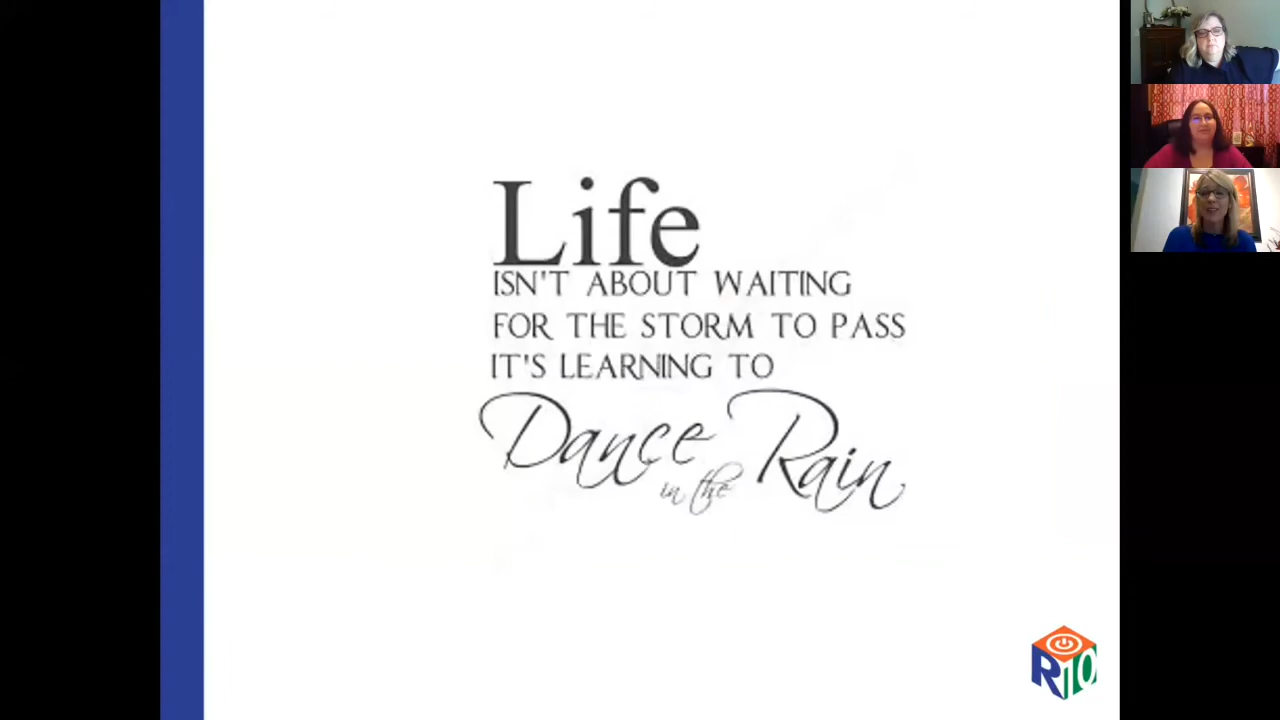 Life
ISN'T ABOUT WAITING
FOR THE STORM TO PASS
IT'S LEARNING TO
Dance in the Rain
R10